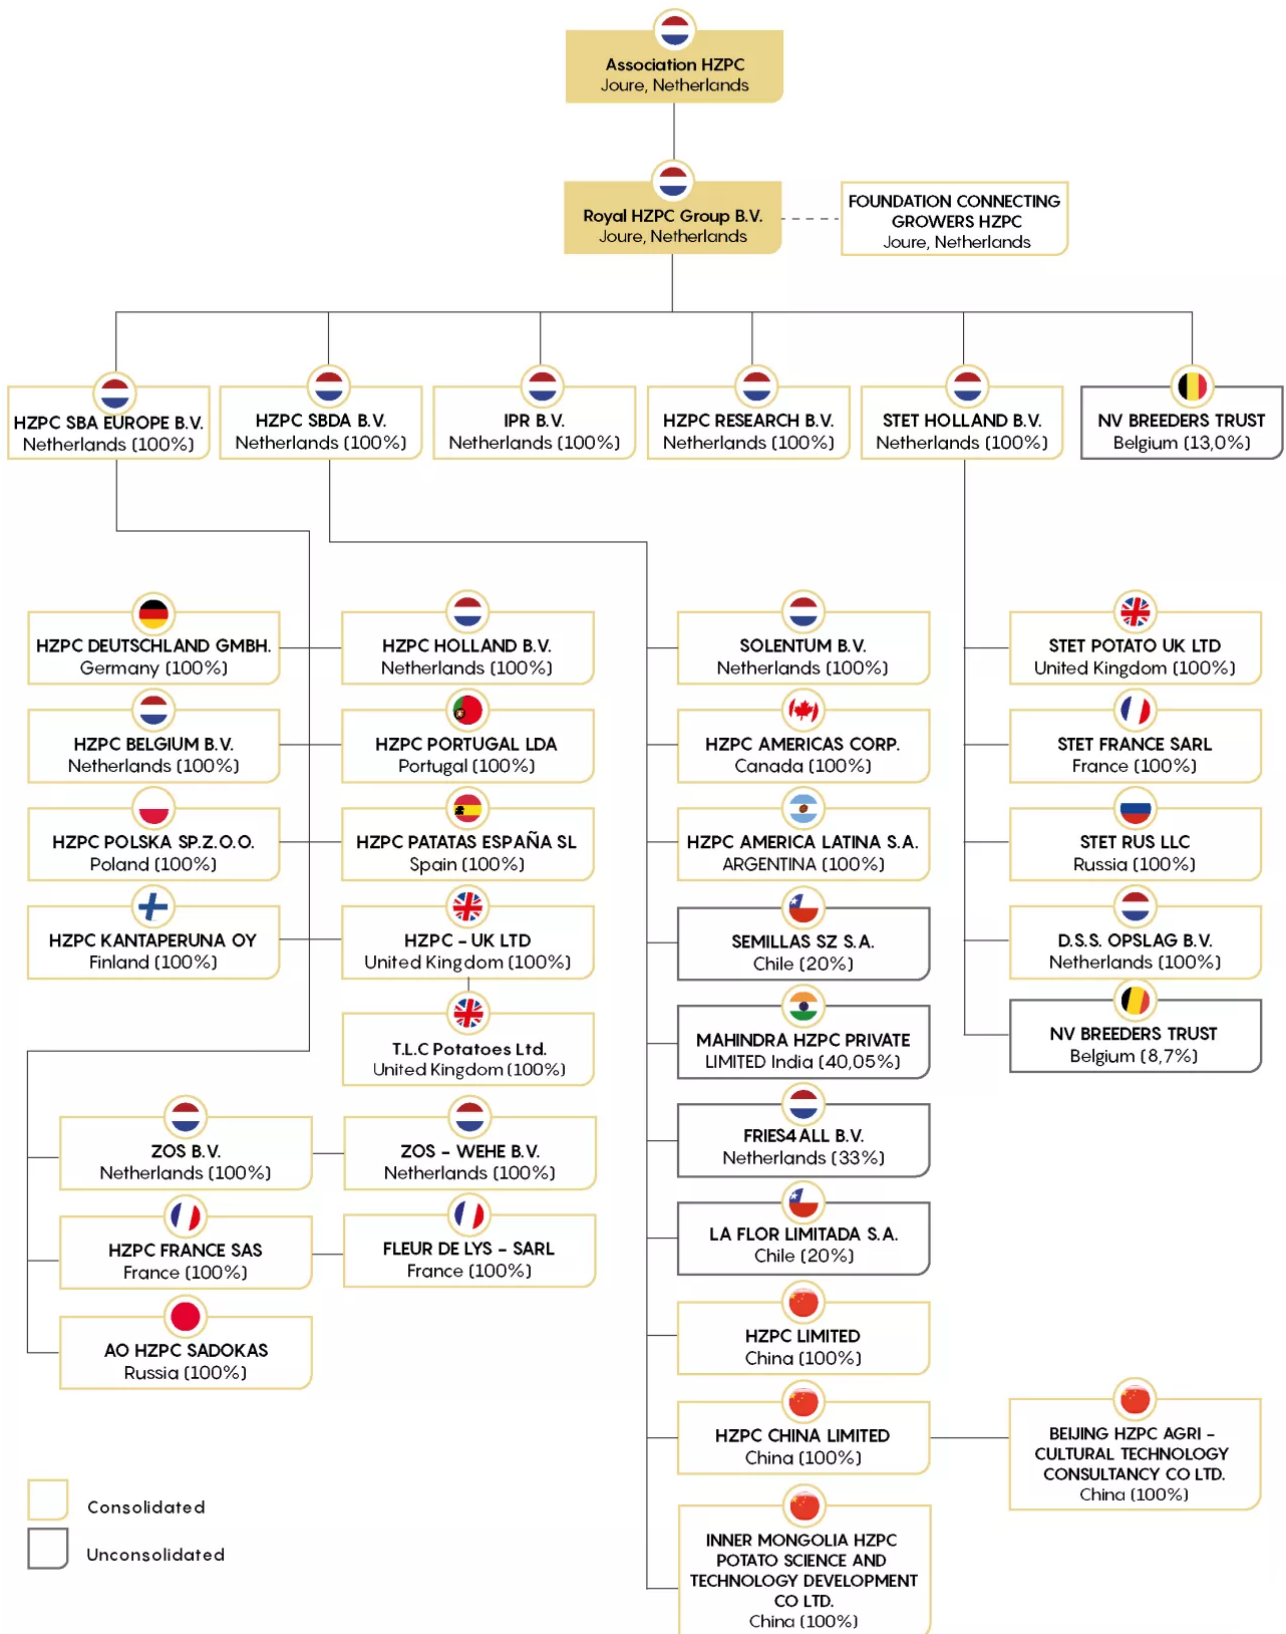 Association HZPC
Joure, Netherlands
Royal HZPC Group B.V.
Joure, Netherlands
FOUNDATION CONNECTING
GROWERS HZPC
Joure, Netherlands
HZPC SBA EUROPE B.V.
Netherlands (100%)
HZPC SBDA B.V.
Netherlands (100%)
IPR B.V.
Netherlands (100%)
HZPC RESEARCH B.V.
Netherlands (100%)
STET HOLLAND B.V.
Netherlands (100%)
NV BREEDERS TRUST
Belgium (13,0%)
HZPC DEUTSCHLAND GMBH.
Germany (100%)
HZPC HOLLAND B.V.
Netherlands (100%)
HZPC BELGIUM B.V.
Netherlands (100%)
HZPC PORTUGAL LDA
Portugal (100%)
HZPC POLSKA SP.Z.O.O.
Poland (100%)
HZPC PATATAS ESPAÑA SL
Spain (100%)
HZPC KANTAPERUNA OY
Finland (100%)
HZPC - UK LTD
United Kingdom (100%)
T.L.C Potatoes Ltd.
United Kingdom (100%)
ZOS B.V.
Netherlands (100%)
ZOS - WEHE B.V.
Netherlands (100%)
HZPC FRANCE SAS
France (100%)
FLEUR DE LYS - SARL
France (100%)
AO HZPC SADOKAS
Russia (100%)
SOLENTUM B.V.
Netherlands (100%)
HZPC AMERICAS CORP.
Canada (100%)
HZPC AMERICA LATINA S.A.
ARGENTINA (100%)
SEMILLAS SZ S.A.
Chile (20%)
MAHINDRA HZPC PRIVATE
LIMITED India (40,05%)
FRIES4ALL B.V.
Netherlands (33%)
LA FLOR LIMITADA S.A.
Chile (20%)
HZPC LIMITED
China (100%)
HZPC CHINA LIMITED
China (100%)
BEIJING HZPC AGRI -
CULTURAL TECHNOLOGY
CONSULTANCY CO LTD.
China (100%)
INNER MONGOLIA HZPC
POTATO SCIENCE AND
TECHNOLOGY DEVELOPMENT
CO LTD.
China (100%)
STET POTATO UK LTD
United Kingdom (100%)
STET FRANCE SARL
France (100%)
STET RUS LLC
Russia (100%)
D.S.S. OPSLAG B.V.
Netherlands (100%)
NV BREEDERS TRUST
Belgium (8,7%)
Consolidated
Unconsolidated